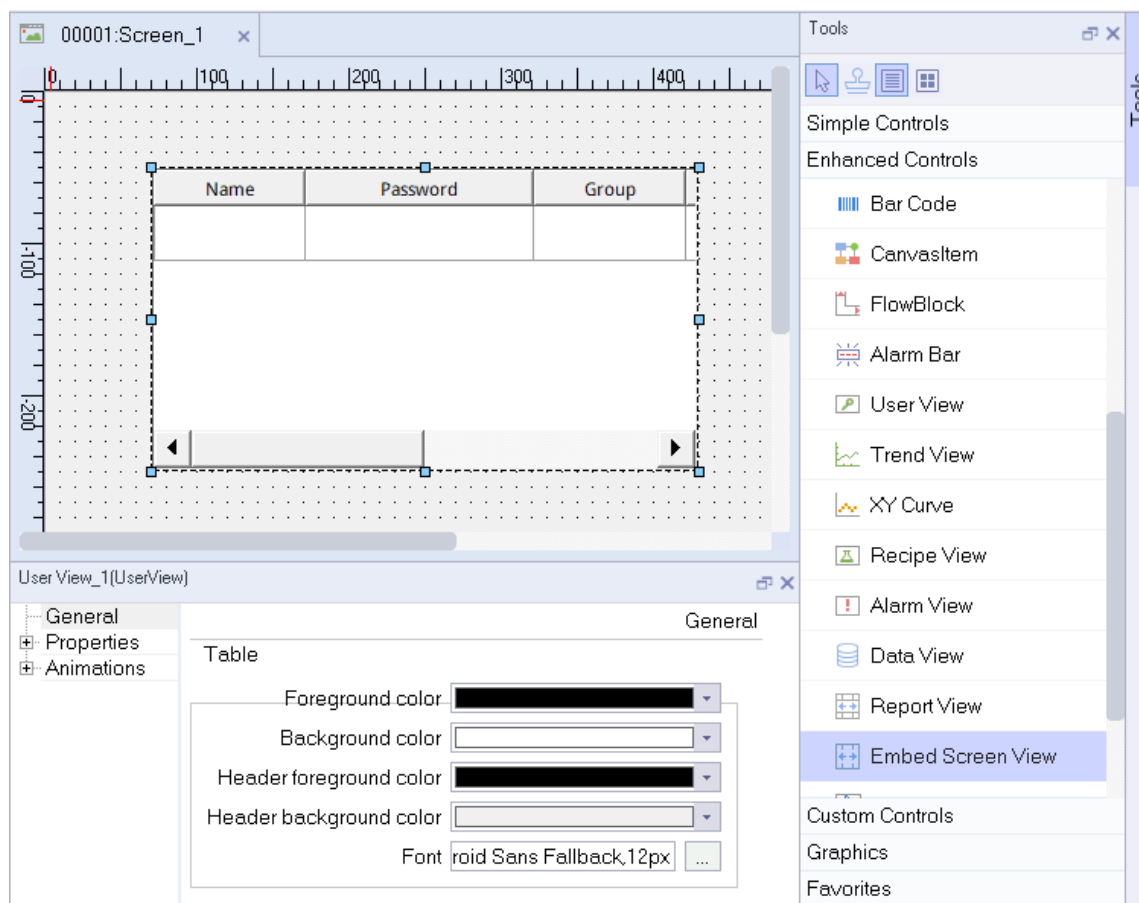 00001:Screen_1
0 100 200 300 400
0
-100
-200
Name Password Group
User View_1(UserView)
General
Properties
Animations
General
Table
Foreground color
Background color
Header foreground color
Header background color
Font roid Sans Fallback,12px ...
Tools
Simple Controls
Enhanced Controls
Bar Code
CanvasItem
FlowBlock
Alarm Bar
User View
Trend View
XY Curve
Recipe View
Alarm View
Data View
Report View
Embed Screen View
Custom Controls
Graphics
Favorites